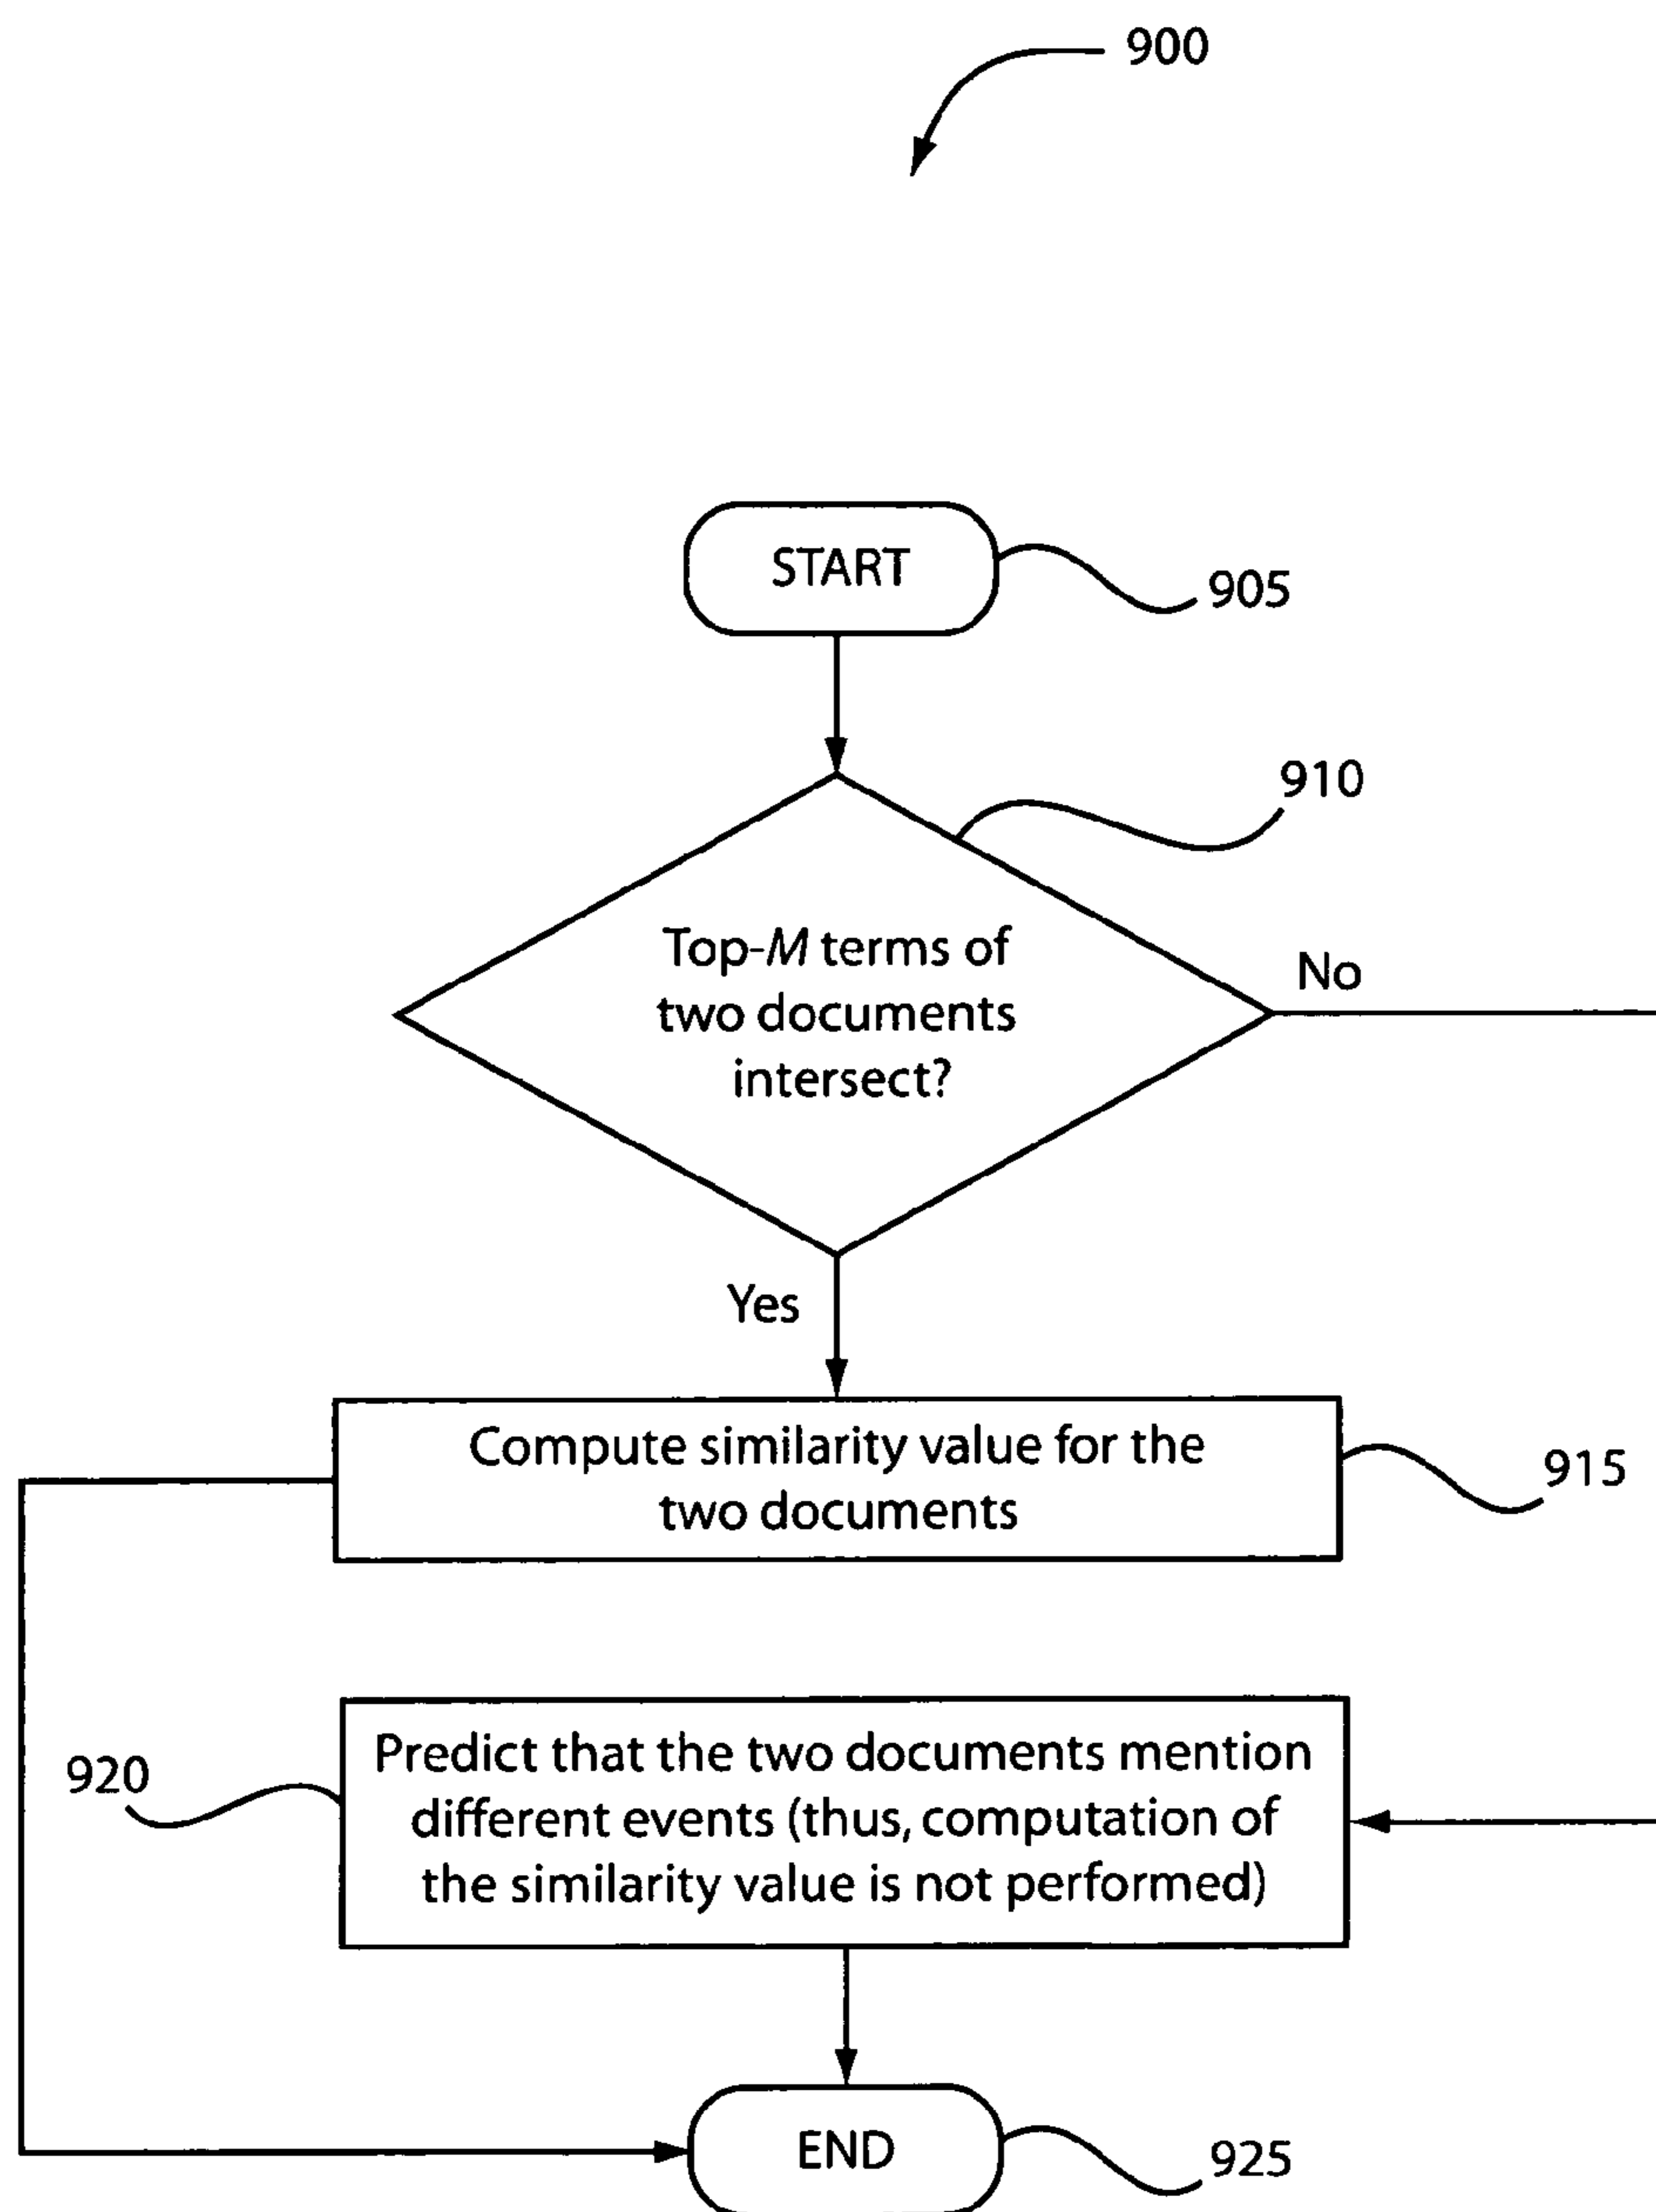 900
START
905
910
Top-M terms of
two documents
intersect?
No
Yes
Compute similarity value for the
two documents
915
Predict that the two documents mention
different events (thus, computation of
the similarity value is not performed)
920
END
925